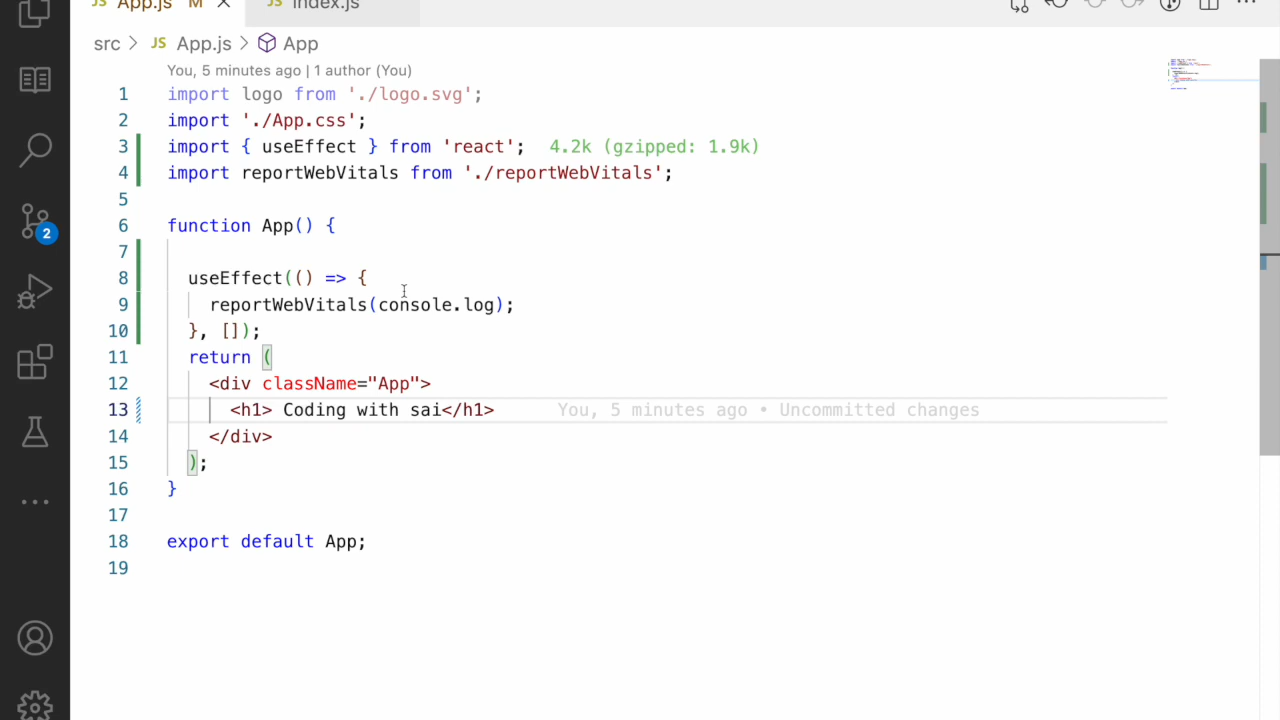 JS App.js M
JS index.js
src > JS App.js > App
You, 5 minutes ago | 1 author (You)
1 import logo from './logo.svg';
2 import './App.css';
3 import { useEffect } from 'react'; 4.2k (gzipped: 1.9k)
4 import reportWebVitals from './reportWebVitals';
5
6 function App() {
7
8 useEffect(() => {
9 reportWebVitals(console.log);
10 }, []);
11 return (
12 <div className="App">
13 <h1> Coding with sai</h1> You, 5 minutes ago • Uncommitted changes
14 </div>
15 );
16 }
17
18 export default App;
19
2